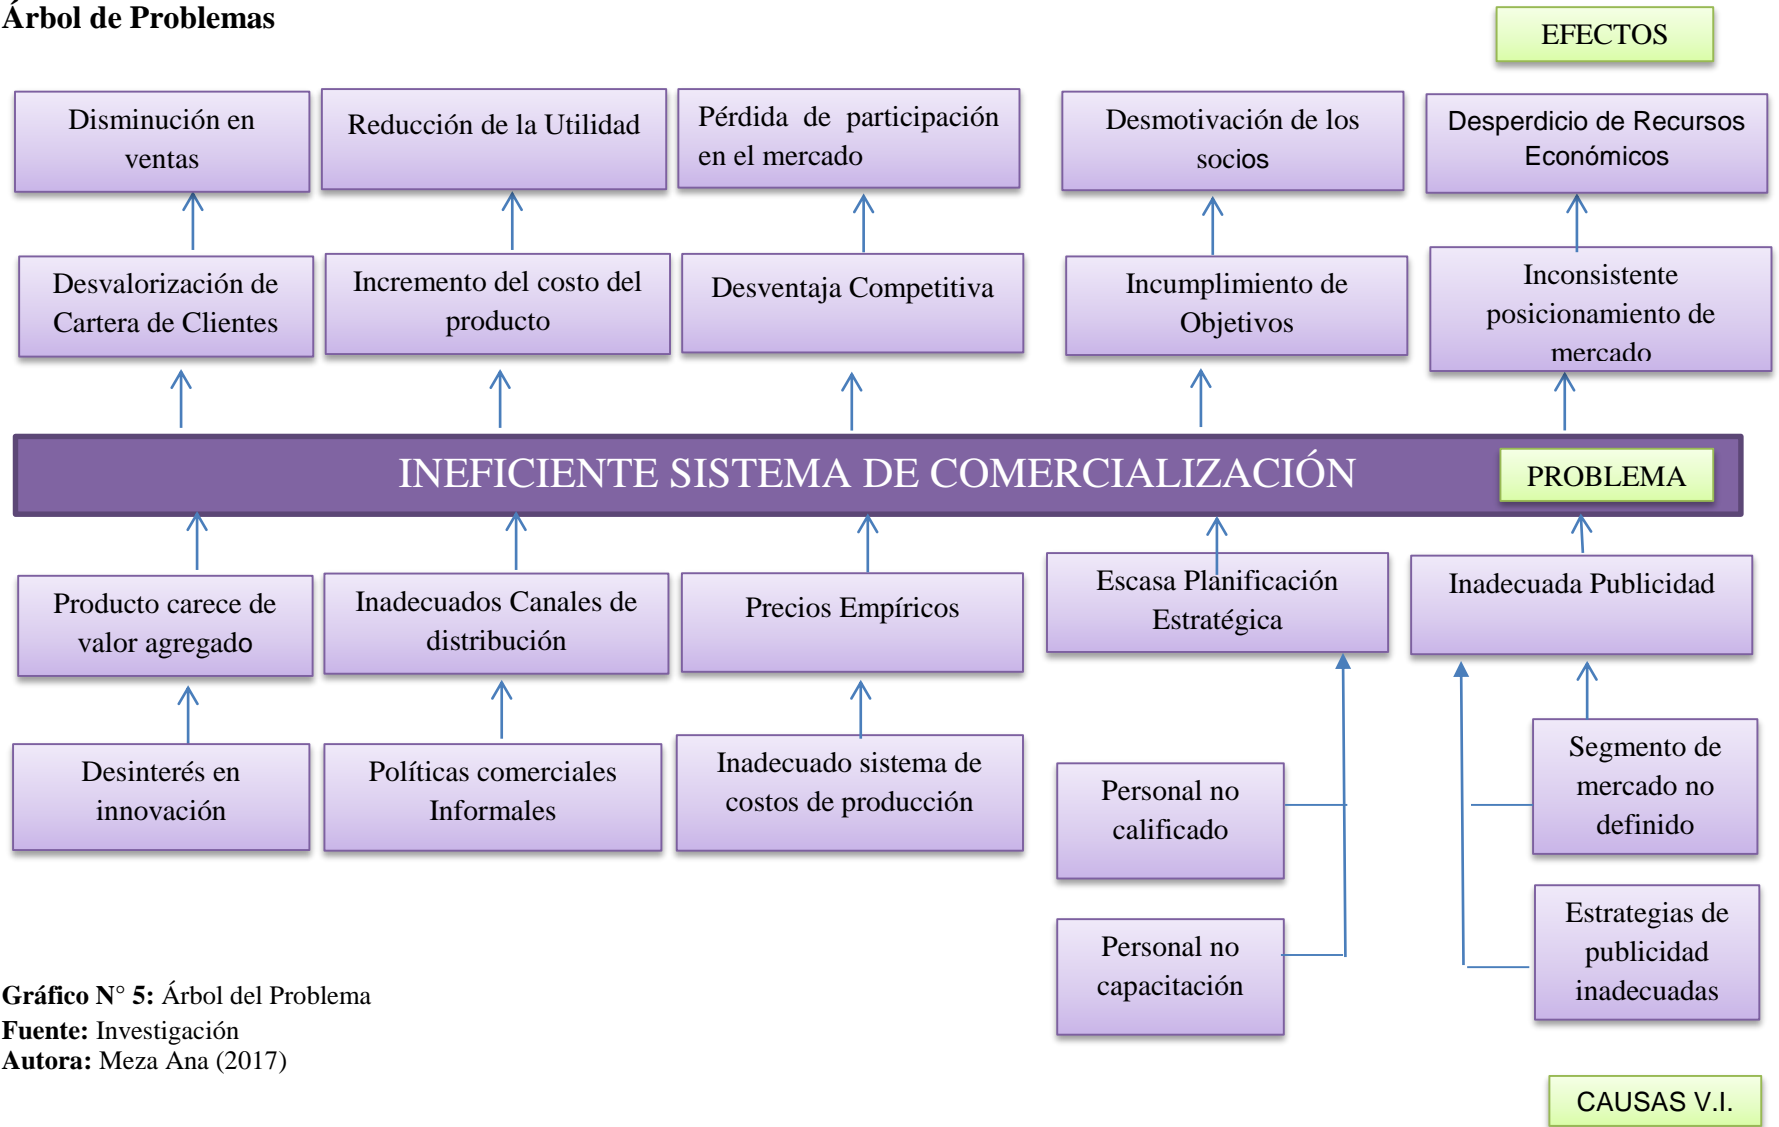 Árbol de Problemas
EFECTOS
Disminución en
ventas
Reducción de la Utilidad
Pérdida de participación
en el mercado
Desmotivación de los
socios
Desperdicio de Recursos
Económicos
Desvalorización de
Cartera de Clientes
Incremento del costo del
producto
Desventaja Competitiva
Incumplimiento de
Objetivos
Inconsistente
posicionamiento de
mercado
INEFICIENTE SISTEMA DE COMERCIALIZACIÓN
PROBLEMA
Producto carece de
valor agregado
Inadecuados Canales de
distribución
Precios Empíricos
Escasa Planificación
Estratégica
Inadecuada Publicidad
Desinterés en
innovación
Políticas comerciales
Informales
Inadecuado sistema de
costos de producción
Personal no
calificado
Segmento de
mercado no
definido
Personal no
capacitación
Estrategias de
publicidad
inadecuadas
Gráfico N° 5: Árbol del Problema
Fuente: Investigación
Autora: Meza Ana (2017)
CAUSAS V.I.